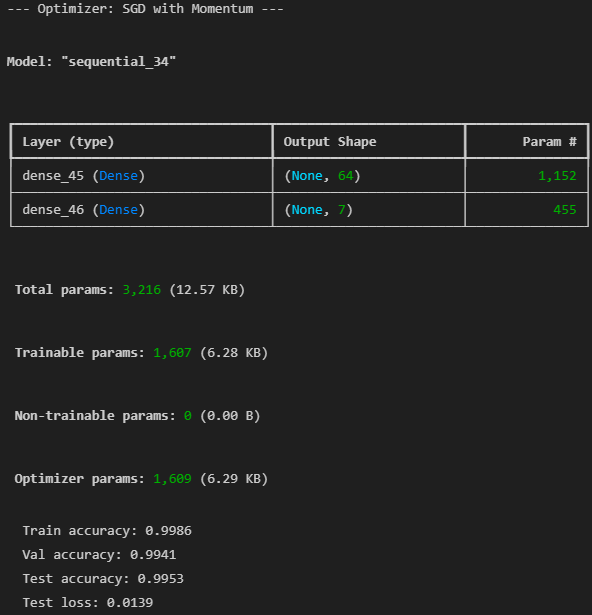 --- Optimizer: SGD with Momentum ---
Model: "sequential_34"
Layer (type) Output Shape Param #
dense_45 (Dense) (None, 64) 1,152
dense_46 (Dense) (None, 7) 455
Total params: 3,216 (12.57 KB)
Trainable params: 1,607 (6.28 KB)
Non-trainable params: 0 (0.00 B)
Optimizer params: 1,609 (6.29 KB)
Train accuracy: 0.9986
Val accuracy: 0.9941
Test accuracy: 0.9953
Test loss: 0.0139